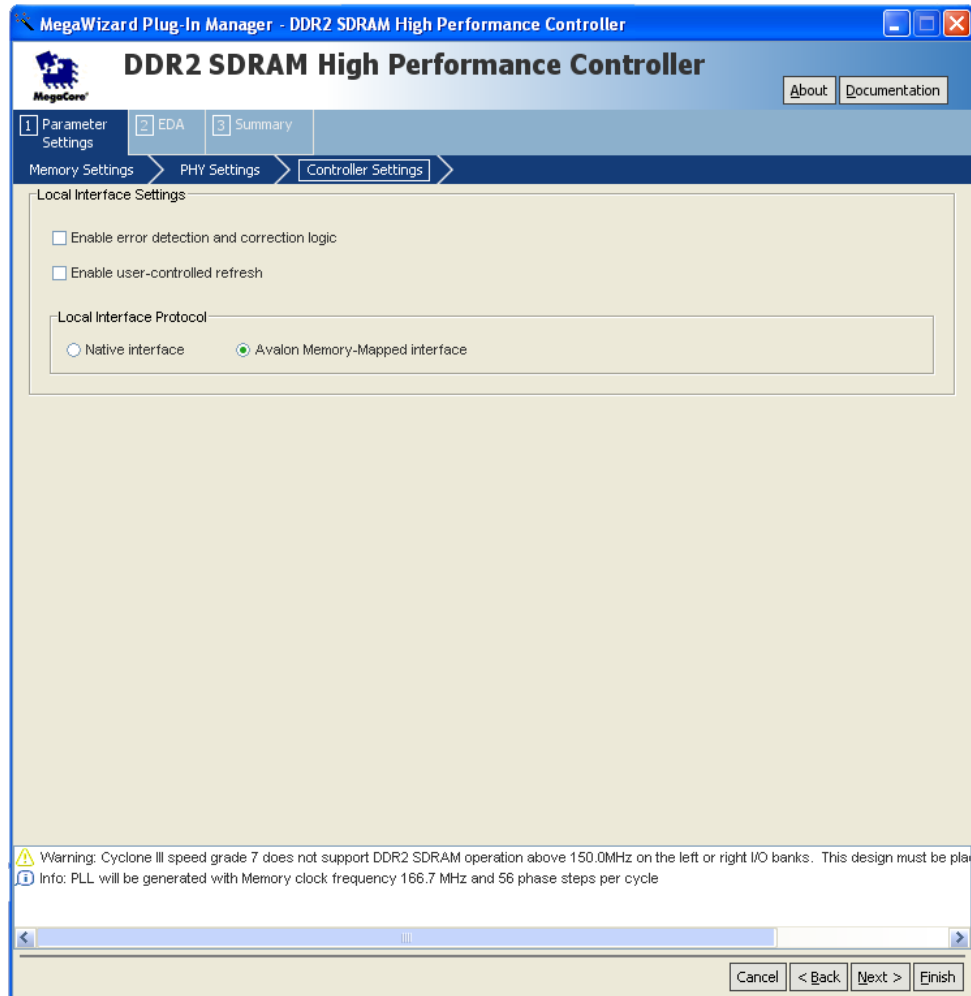 MegaWizard Plug-In Manager - DDR2 SDRAM High Performance Controller
DDR2 SDRAM High Performance Controller
MegaCore®
About Documentation
1 Parameter Settings 2 EDA 3 Summary
Memory Settings PHY Settings Controller Settings
Local Interface Settings
Enable error detection and correction logic
Enable user-controlled refresh
Local Interface Protocol
Native interface Avalon Memory-Mapped interface
Warning: Cyclone III speed grade 7 does not support DDR2 SDRAM operation above 150.0MHz on the left or right I/O banks. This design must be pla
Info: PLL will be generated with Memory clock frequency 166.7 MHz and 56 phase steps per cycle
Cancel < Back Next > Finish